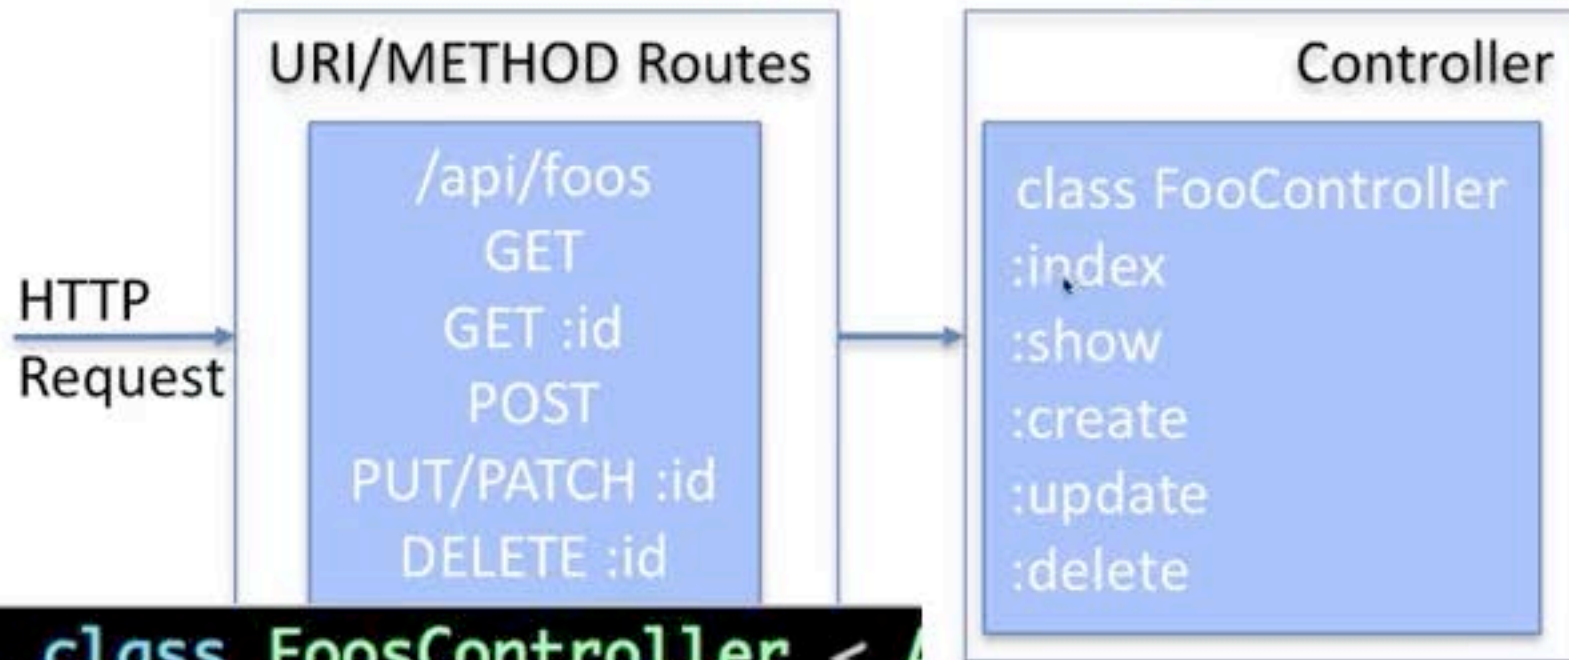 HTTP
Request
URI/METHOD Routes
/api/foos
GET
GET :id
POST
PUT/PATCH :id
DELETE :id
Controller
class FooController
:index
:show
:create
:update
:delete
class FoosController <